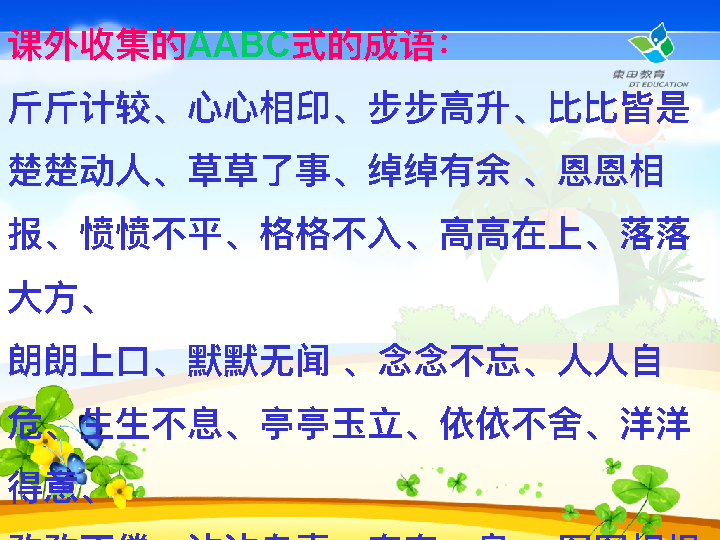 课外收集的AABC式的成语：
東田教育
DT EDUCATION
斤斤计较、心心相印、步步高升、比比皆是
楚楚动人、草草了事、绰绰有余 、恩恩相
报、愤愤不平、格格不入、高高在上、落落
大方、
朗朗上口、默默无闻 、念念不忘、人人自
危、生生不息、亭亭玉立、依依不舍、洋洋
得意、